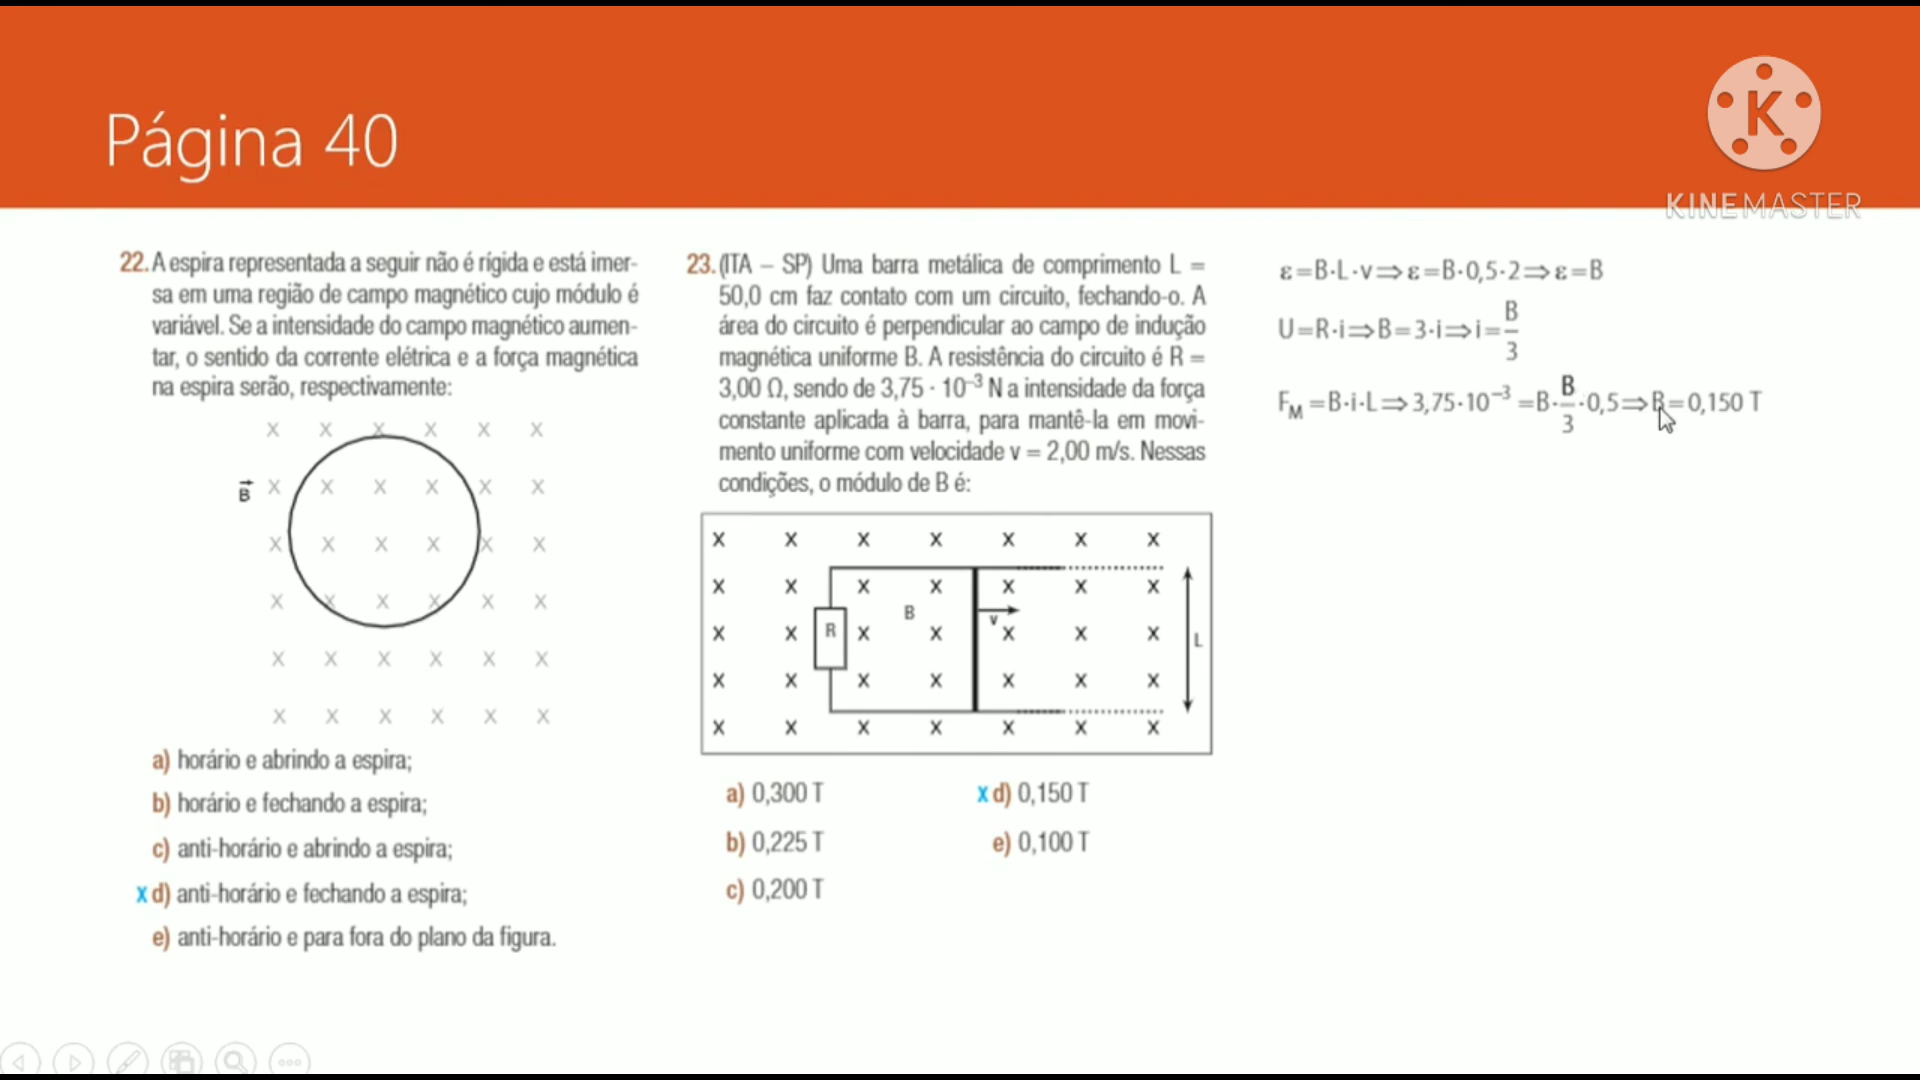 Página 40
K
KINEMASTER
22. A espira representada a seguir não é rígida e está imer-
sa em uma região de campo magnético cujo módulo é
variável. Se a intensidade do campo magnético aumen-
tar, o sentido da corrente elétrica e a força magnética
na espira serão, respectivamente:
x x x x x x
B⃗ x x x x x x
x x x x x x
x x x x x x
x x x x x x
x x x x x x
a) horário e abrindo a espira;
b) horário e fechando a espira;
c) anti-horário e abrindo a espira;
x d) anti-horário e fechando a espira;
e) anti-horário e para fora do plano da figura.
23. (ITA – SP) Uma barra metálica de comprimento L =
50,0 cm faz contato com um circuito, fechando-o. A
área do circuito é perpendicular ao campo de indução
magnética uniforme B. A resistência do circuito é R =
3,00 Ω, sendo de 3,75 · 10⁻³ N a intensidade da força
constante aplicada à barra, para mantê-la em movi-
mento uniforme com velocidade v = 2,00 m/s. Nessas
condições, o módulo de B é:
x x x x x x x
x x x x x x x
B v
x x R x x x x x L
x x x x x x x
x x x x x x x
a) 0,300 T
b) 0,225 T
c) 0,200 T
x d) 0,150 T
e) 0,100 T
ε=B·L·v⇒ε=B·0,5·2⇒ε=B
U=R·i⇒B=3·i⇒i=B/3
F_M=B·i·L⇒3,75·10⁻³=B·B/3·0,5⇒B=0,150 T